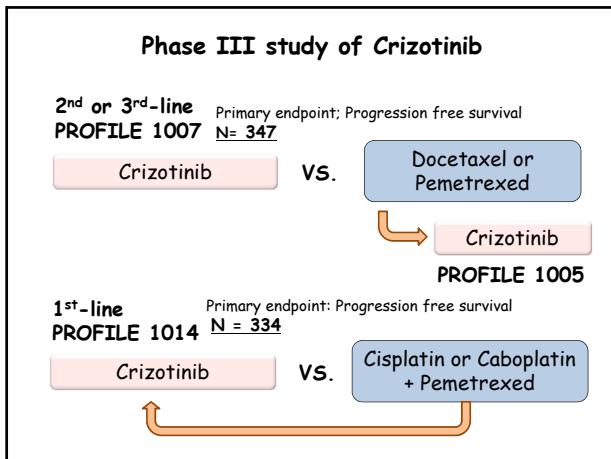 Phase III study of Crizotinib
2nd or 3rd-line
PROFILE 1007
Primary endpoint; Progression free survival
N= 347
Crizotinib
VS.
Docetaxel or
Pemetrexed
Crizotinib
PROFILE 1005
1st-line
PROFILE 1014
Primary endpoint: Progression free survival
N = 334
Crizotinib
VS.
Cisplatin or Caboplatin
+ Pemetrexed